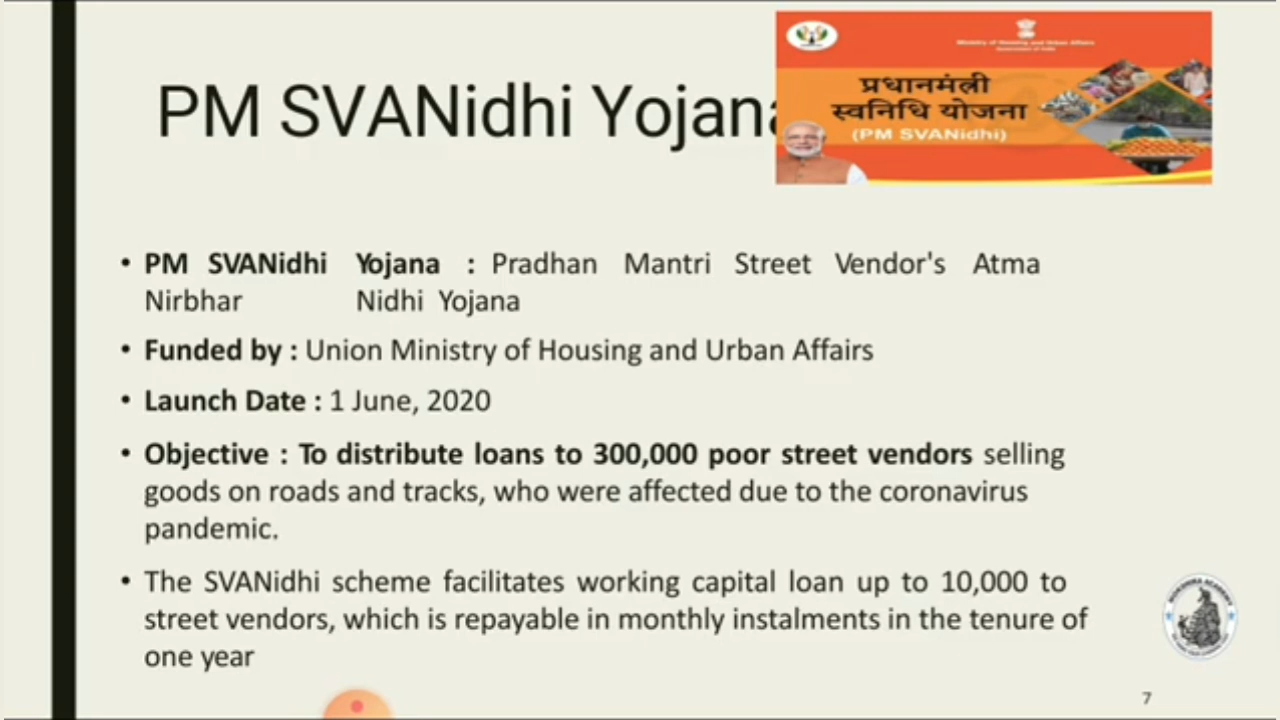 PM SVANidhi Yojana
Ministry of Housing and Urban Affairs
Government of India
प्रधानमंत्री
स्वनिधि योजना
(PM SVANidhi)
• PM SVANidhi Yojana : Pradhan Mantri Street Vendor's Atma
Nirbhar Nidhi Yojana
• Funded by : Union Ministry of Housing and Urban Affairs
• Launch Date : 1 June, 2020
• Objective : To distribute loans to 300,000 poor street vendors selling
goods on roads and tracks, who were affected due to the coronavirus
pandemic.
• The SVANidhi scheme facilitates working capital loan up to 10,000 to
street vendors, which is repayable in monthly instalments in the tenure of
one year
7